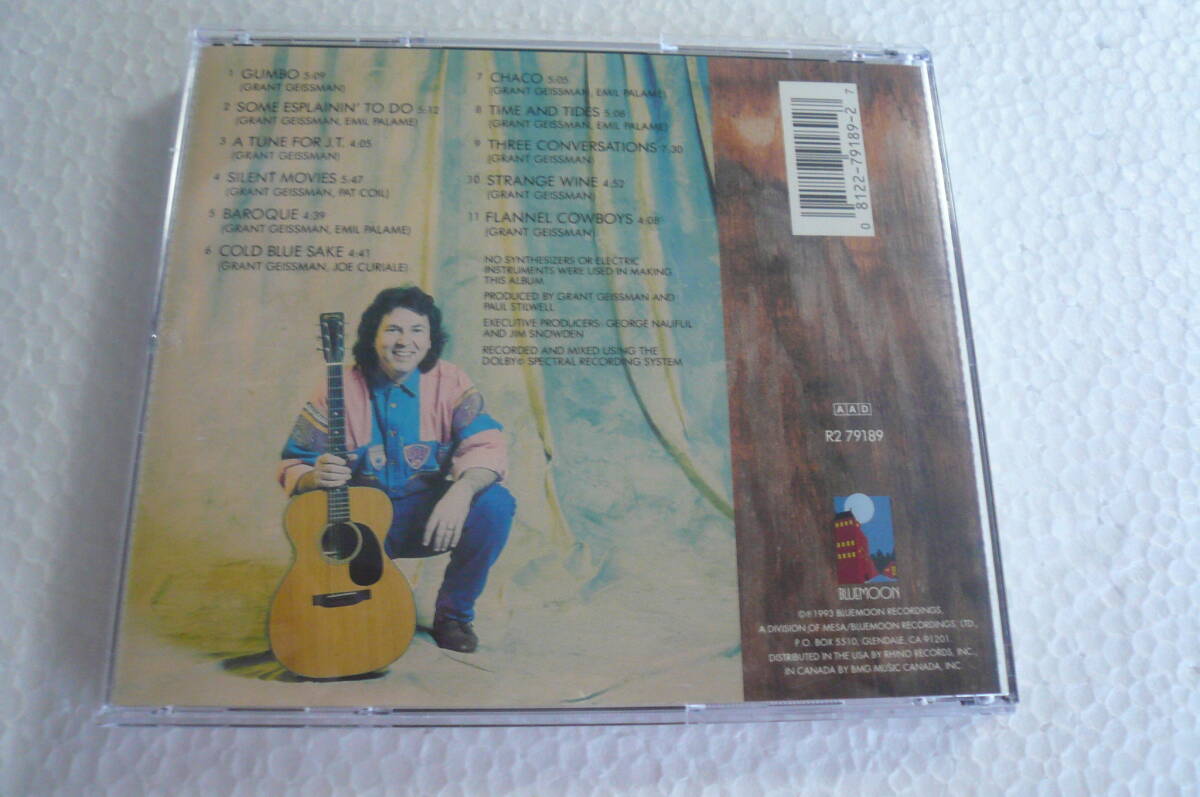 1 GUMBO 5:09
(GRANT GEISSMAN)
2 SOME ESPLAININ' TO DO 5:12
(GRANT GEISSMAN, EMIL PALAME)
3 A TUNE FOR J.T. 4:05
(GRANT GEISSMAN)
4 SILENT MOVIES 5:47
(GRANT GEISSMAN, PAT COIL)
5 BAROQUE 4:39
(GRANT GEISSMAN, EMIL PALAME)
6 COLD BLUE SAKE 4:41
(GRANT GEISSMAN, JOE CURIALE)
7 CHACO 5:05
(GRANT GEISSMAN, EMIL PALAME)
8 TIME AND TIDES 5:08
(GRANT GEISSMAN, EMIL PALAME)
9 THREE CONVERSATIONS 7:30
(GRANT GEISSMAN)
10 STRANGE WINE 4:52
(GRANT GEISSMAN)
11 FLANNEL COWBOYS 4:08
(GRANT GEISSMAN)
NO SYNTHESIZERS OR ELECTRIC
INSTRUMENTS WERE USED IN MAKING
THIS ALBUM
PRODUCED BY GRANT GEISSMAN AND
PAUL STILWELL
EXECUTIVE PRODUCERS: GEORGE NAUFUL
AND JIM SNOWDEN
RECORDED AND MIXED USING THE
DOLBY® SPECTRAL RECORDING SYSTEM
0 81227-79189-2 7
AAD
R2 79189
BLUEMOON
©℗ 1993 BLUEMOON RECORDINGS,
A DIVISION OF MESA/BLUEMOON RECORDINGS, LTD.,
P.O. BOX 5510, GLENDALE, CA 91201.
DISTRIBUTED IN THE USA BY RHINO RECORDS, INC.,
IN CANADA BY BMG MUSIC CANADA, INC